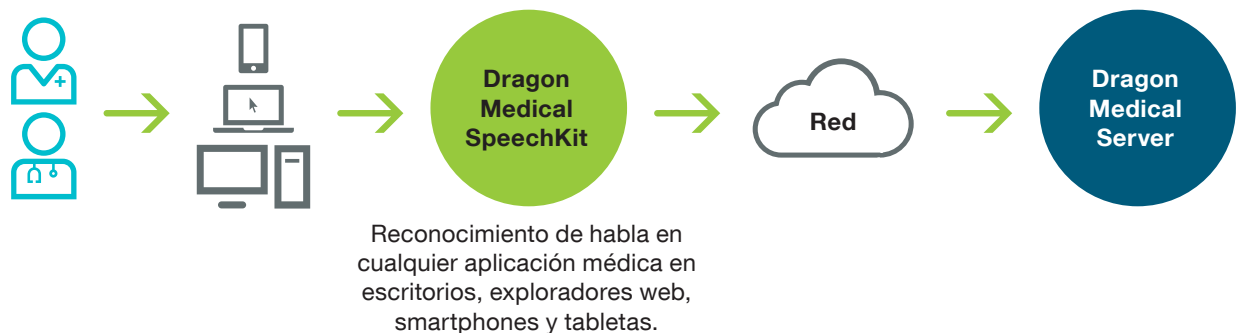 Dragon
Medical
SpeechKit
Red
Dragon
Medical
Server
Reconocimiento de habla en
cualquier aplicación médica en
escritorios, exploradores web,
smartphones y tabletas.